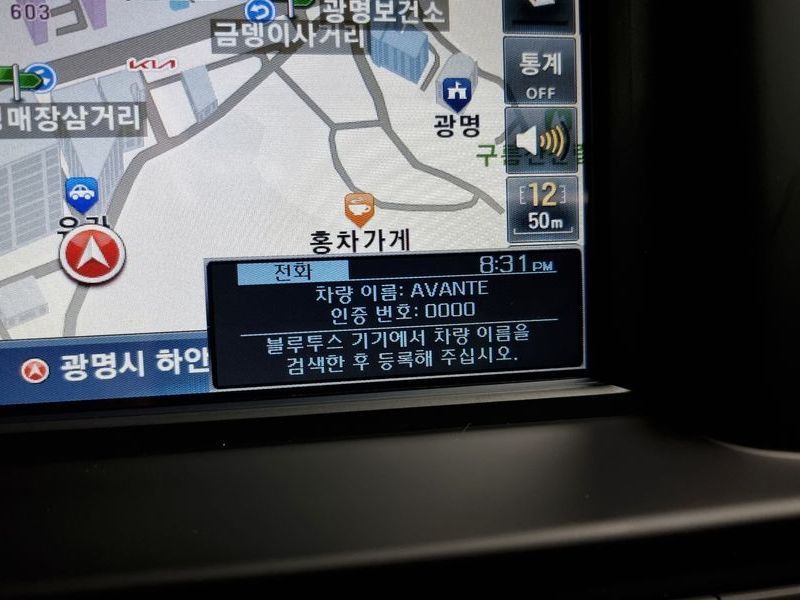 603
광명보건소
금뎅이사거리
KIA
매장삼거리
통계
OFF
광명
12
50m
홍차가게
전화 8:31 PM
차량 이름: AVANTE
인증 번호: 0000
블루투스 기기에서 차량 이름을
검색한 후 등록해 주십시오.
광명시 하안